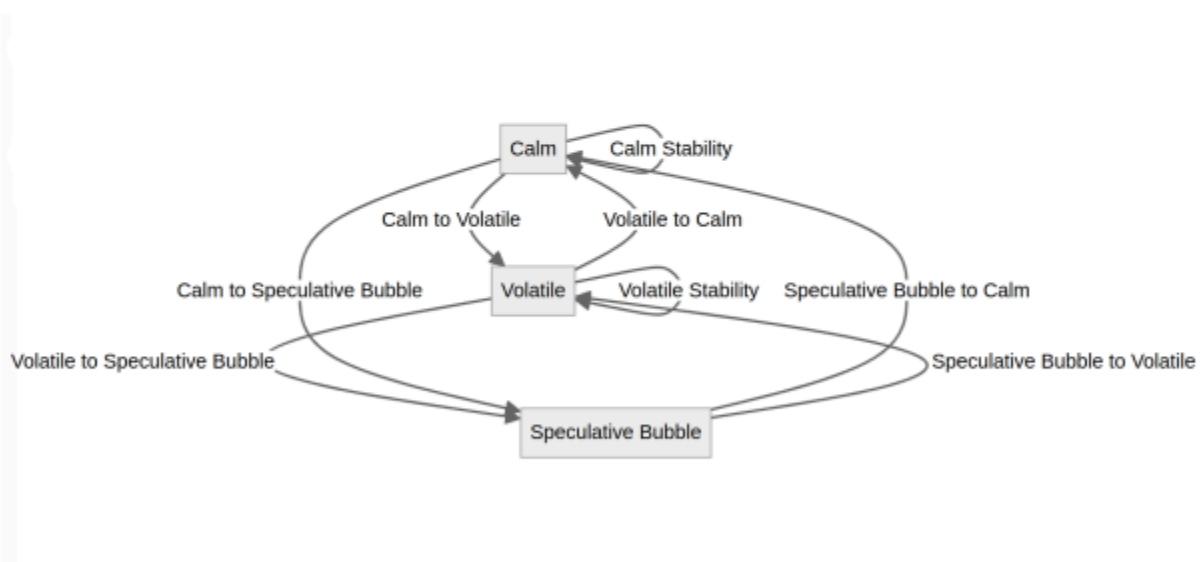 Calm
Calm Stability
Calm to Volatile
Volatile to Calm
Calm to Speculative Bubble
Volatile
Volatile Stability
Speculative Bubble to Calm
Volatile to Speculative Bubble
Speculative Bubble to Volatile
Speculative Bubble